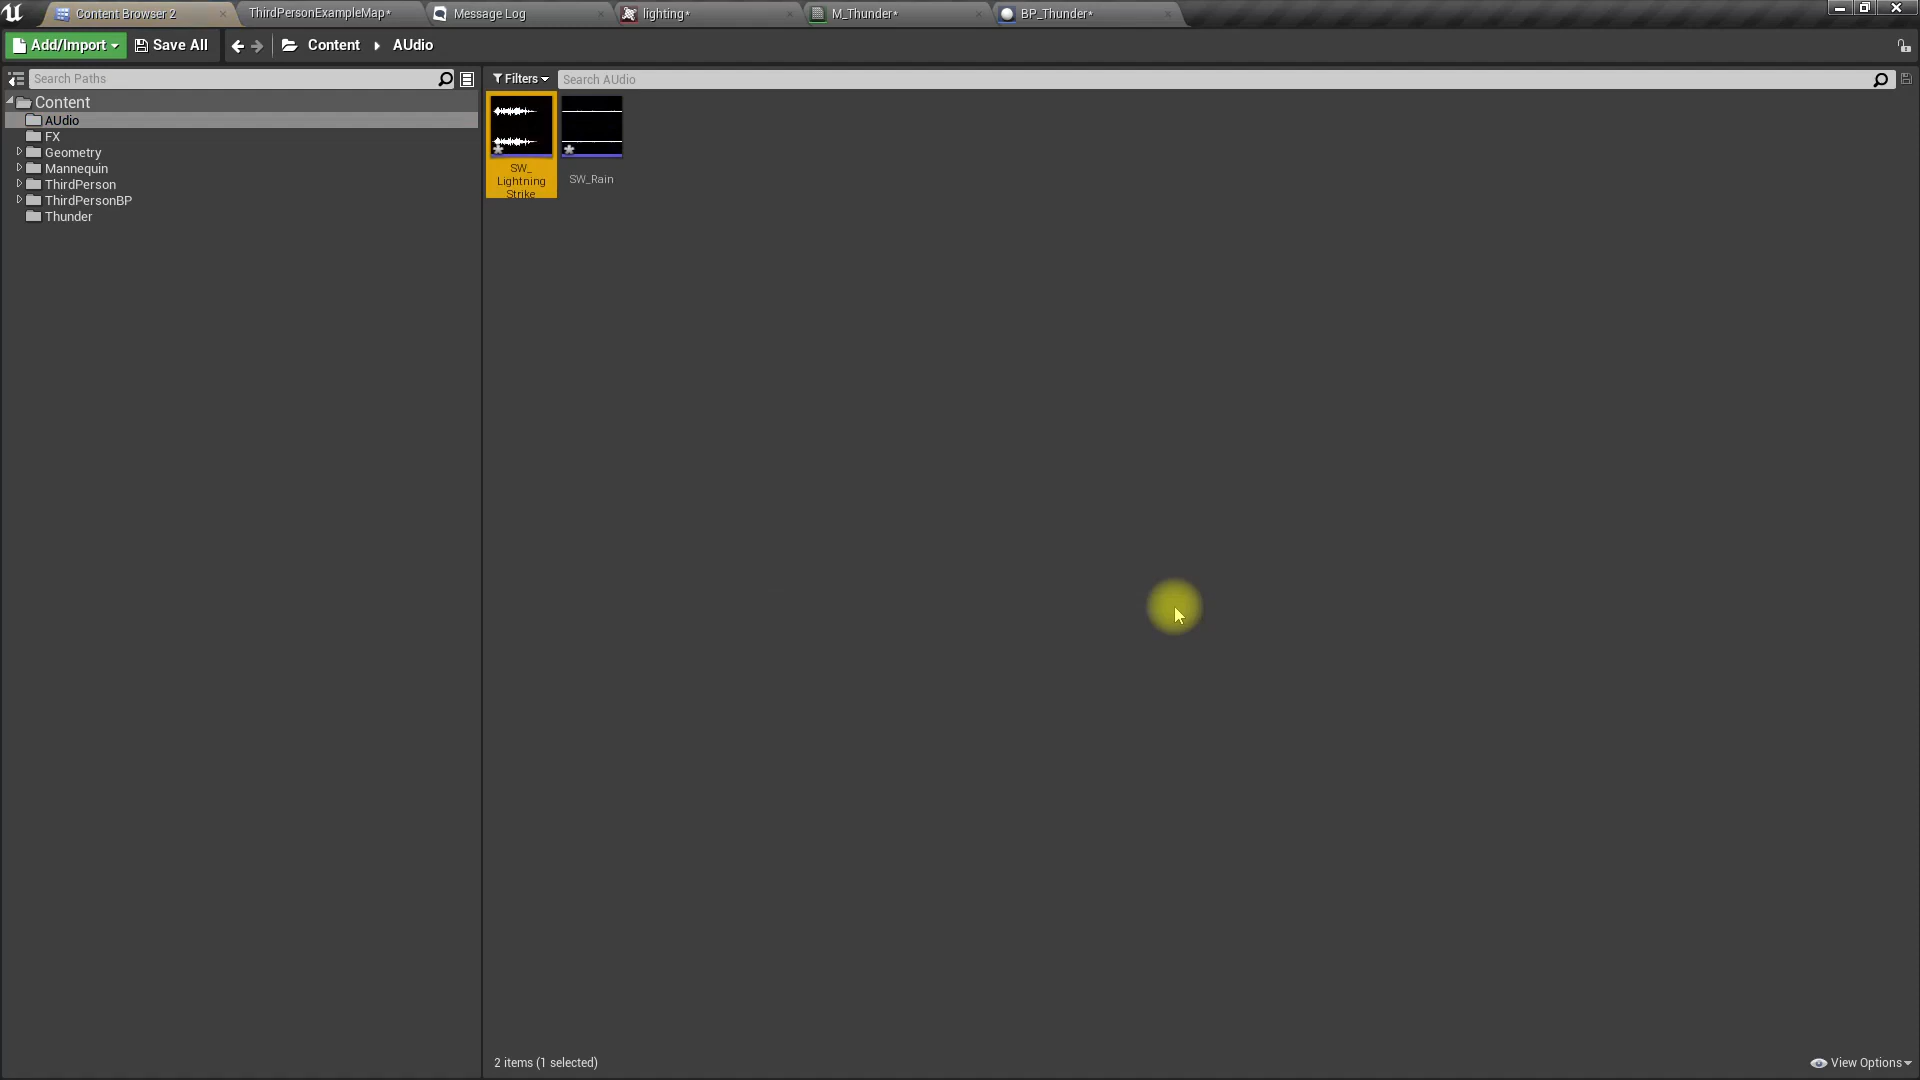 Content Browser 2
ThirdPersonExampleMap*
Message Log
lighting*
M_Thunder*
BP_Thunder*
Add/Import
Save All
Content
AUdio
Search Paths
Filters
Search AUdio
Content
AUdio
FX
Geometry
Mannequin
ThirdPerson
ThirdPersonBP
Thunder
SW_
Lightning
Strike
SW_Rain
2 items (1 selected)
View Options